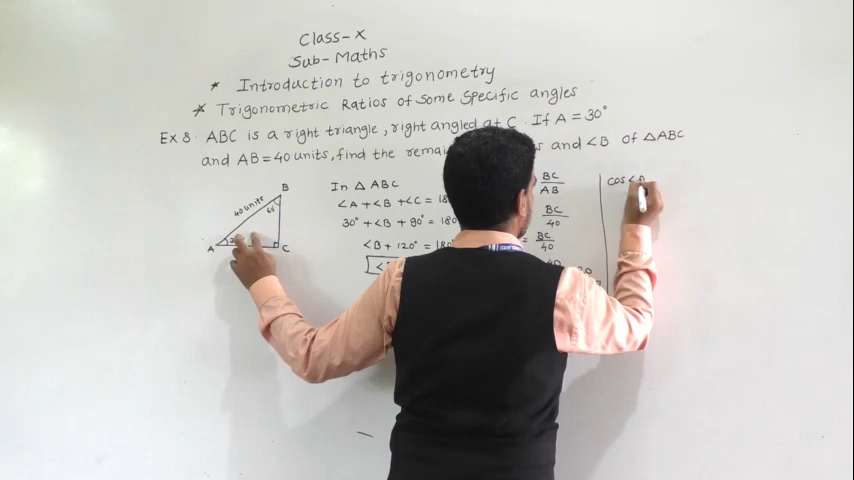 Class-X
Sub-Maths
* Introduction to trigonometry
* Trigonometric Ratios of Some Specific angles
Ex 8. ABC is a right triangle, right angled at C. If A = 30°
and AB = 40 units, find the and <B of △ABC
B
40 units
A
C
In △ ABC
<A + <B + <C = 18
30° + <B + 90° = 180
<B + 120° = 180
BC
AB
BC
40
= BC
40
cos <A